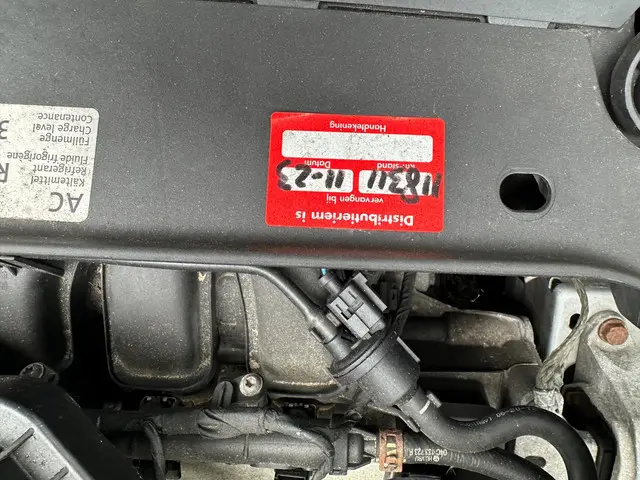 Distributieriem is
vervangen bij
km.stand Datum
11-23
Handtekening
AC
Kältemittel
Refrigerant
Fluide frigorigène
Füllmenge
Charge level
Contenance